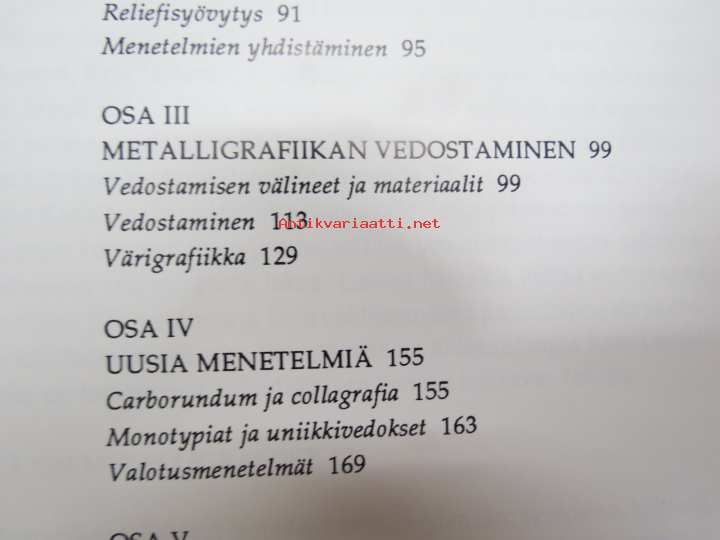 Reliefisyövytys 91
Menetelmien yhdistäminen 95
OSA III
METALLIGRAFIIKAN VEDOSTAMINEN 99
Vedostamisen välineet ja materiaalit 99
Vedostaminen 113
Antikvariaatti.net
Värigrafiikka 129
OSA IV
UUSIA MENETELMIÄ 155
Carborundum ja collagrafia 155
Monotypiat ja uniikkivedokset 163
Valotusmenetelmät 169
OSA V